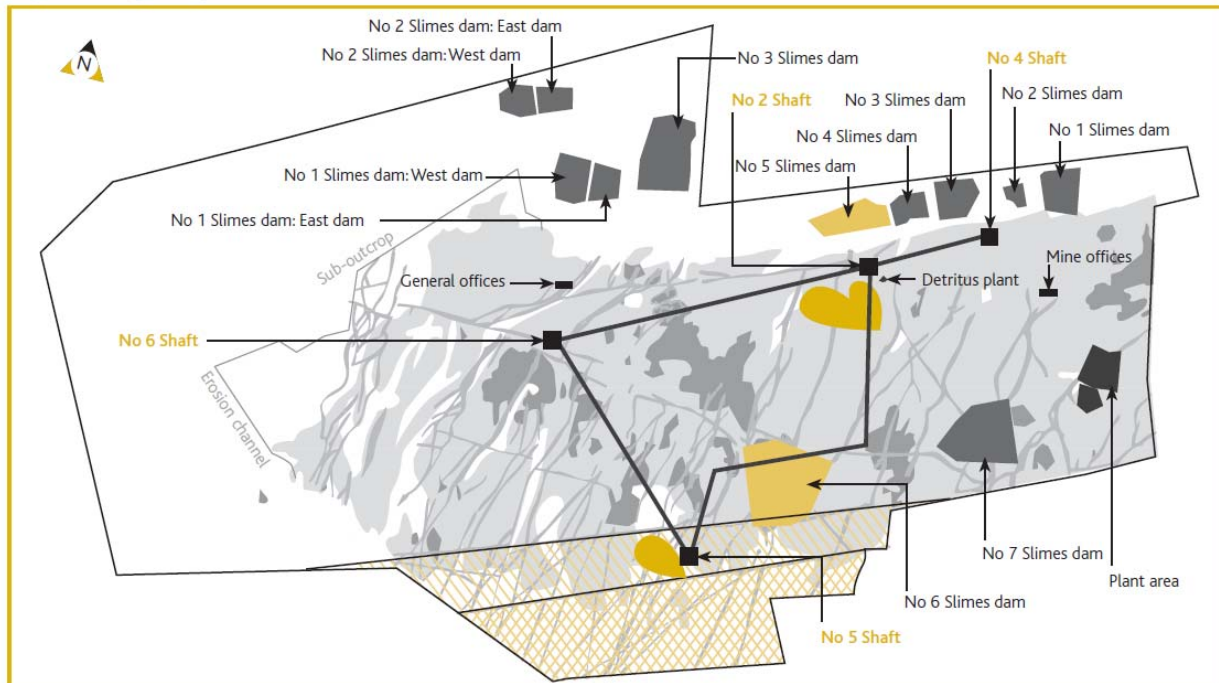 No 2 Slimes dam: East dam
No 2 Slimes dam: West dam
N
No 3 Slimes dam
No 4 Shaft
No 2 Shaft
No 3 Slimes dam
No 2 Slimes dam
No 4 Slimes dam
No 1 Slimes dam
No 5 Slimes dam
No 1 Slimes dam: West dam
No 1 Slimes dam: East dam
Sub-outcrop
General offices
Detritus plant
Mine offices
No 6 Shaft
Erosion channel
No 7 Slimes dam
Plant area
No 6 Slimes dam
No 5 Shaft